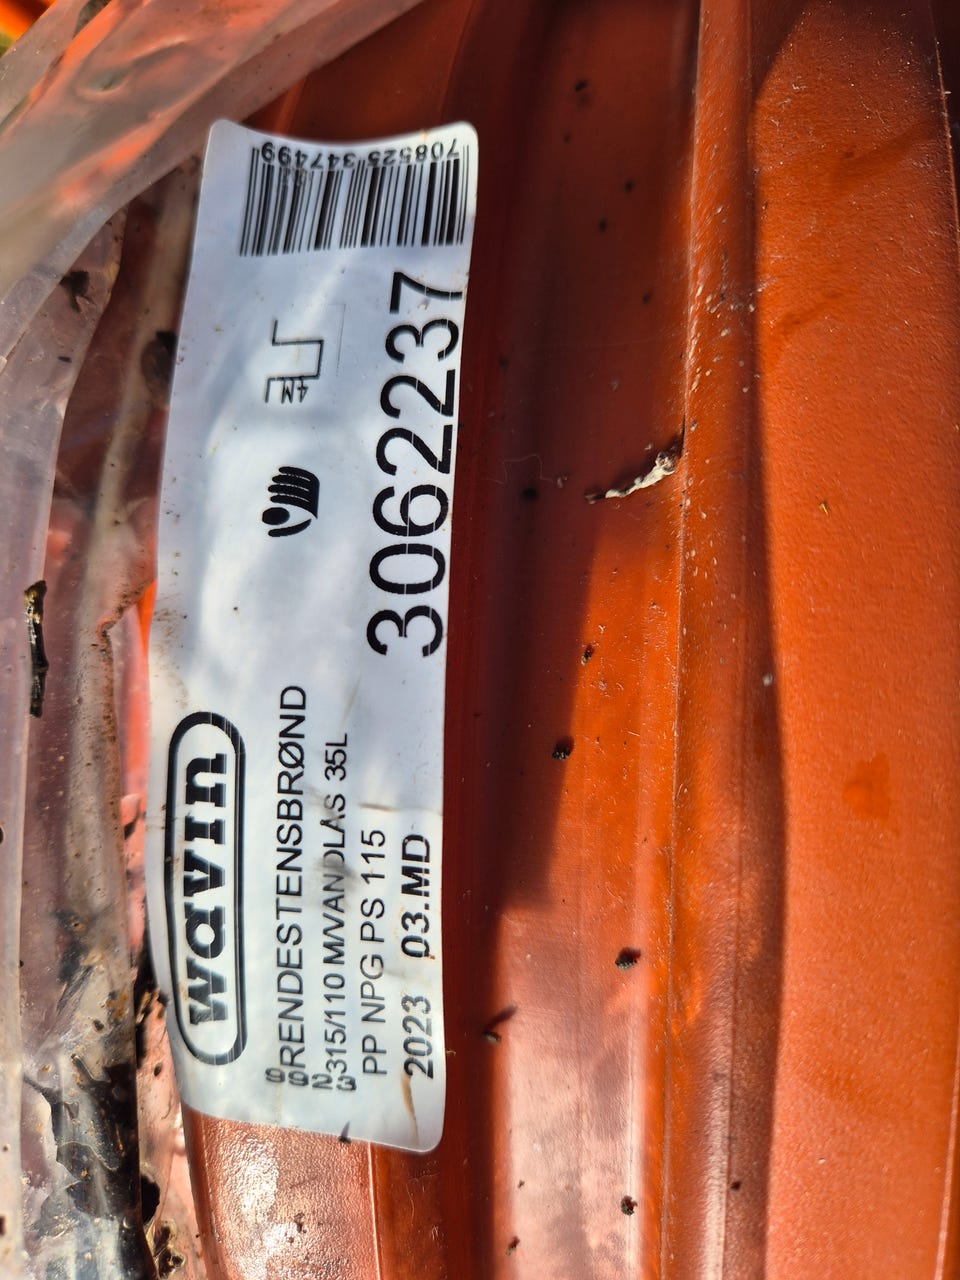 wavin
RENDESTENSBRØND
315/110 M/VANDLÅS 35L
PP NPG PS 115
2023 03.MD
3062237
708525 347499